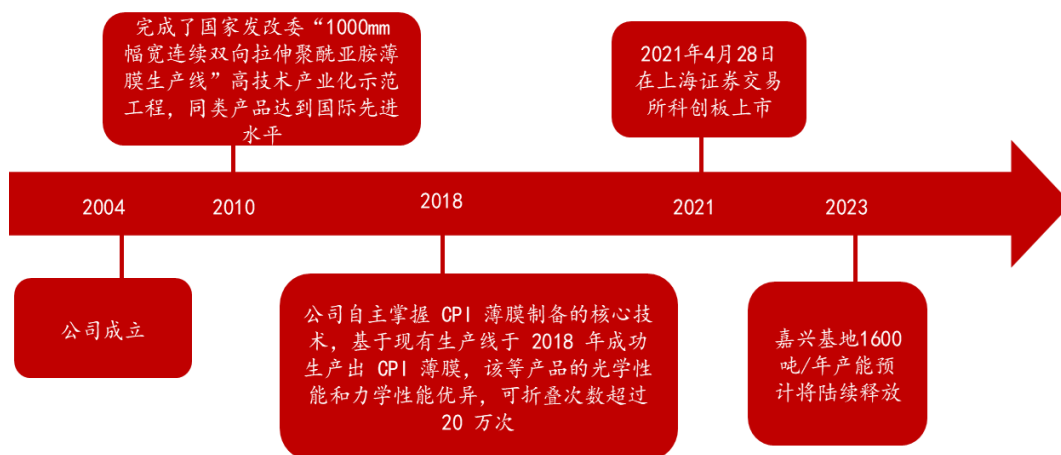 完成了国家发改委“1000mm
幅宽连续双向拉伸聚酰亚胺薄
膜生产线”高技术产业化示范
工程，同类产品达到国际先进
水平
2021年4月28日
在上海证券交易
所科创板上市
2004
2010
2018
2021
2023
公司成立
公司自主掌握 CPI 薄膜制备的核心技
术，基于现有生产线于 2018 年成功
生产出 CPI 薄膜，该等产品的光学性
能和力学性能优异，可折叠次数超过
20 万次
嘉兴基地1600
吨/年产能预
计将陆续释放